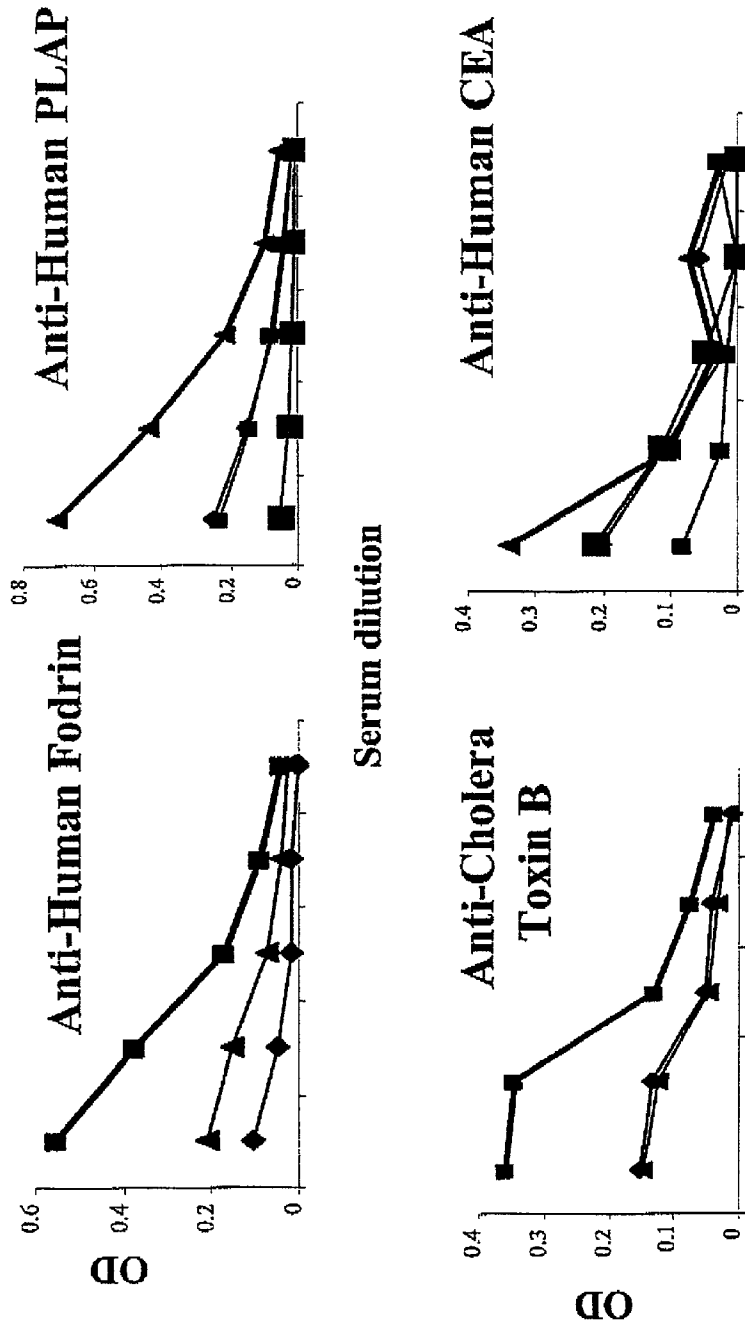 Anti-Human Fodrin
0.6
0.4
0.2
0
OD
Anti-Human PLAP
0.8
0.6
0.4
0.2
0
Serum dilution
Anti-Cholera
Toxin B
0.4
0.3
0.2
0.1
0
OD
Anti-Human CEA
0.4
0.3
0.2
0.1
0